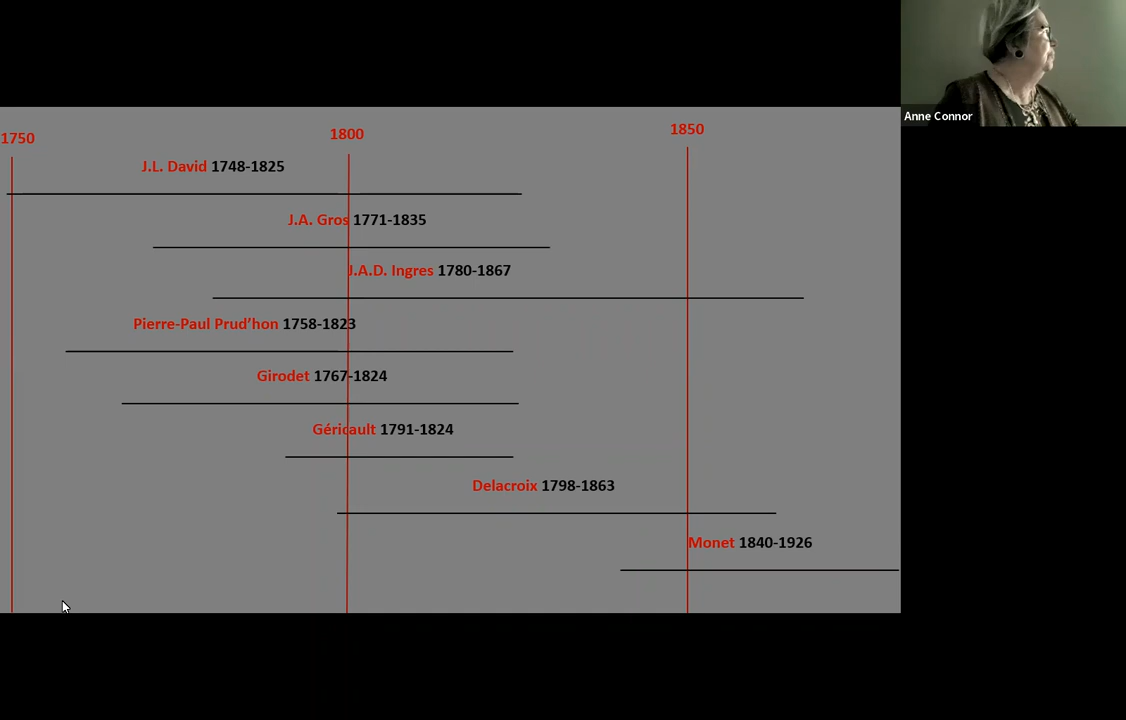 Anne Connor
1750
1800
1850
J.L. David 1748-1825
J.A. Gros 1771-1835
J.A.D. Ingres 1780-1867
Pierre-Paul Prud’hon 1758-1823
Girodet 1767-1824
Géricault 1791-1824
Delacroix 1798-1863
Monet 1840-1926